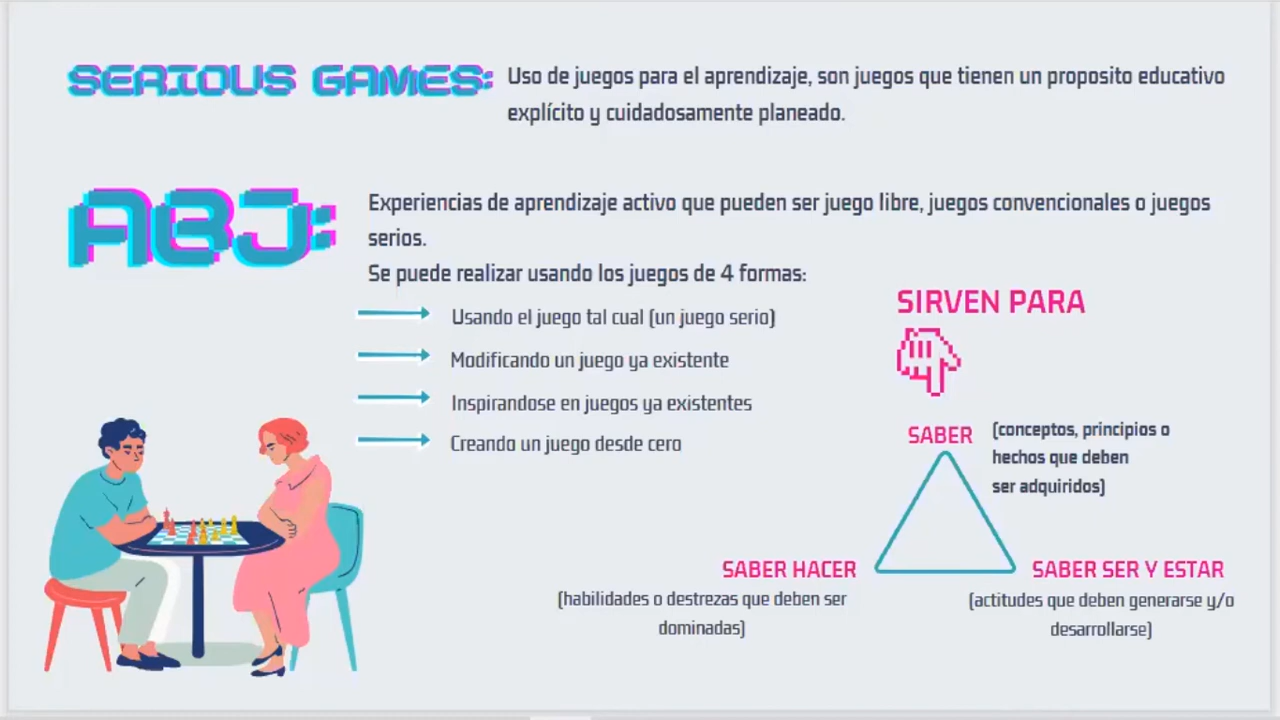 SERIOUS GAMES: Uso de juegos para el aprendizaje, son juegos que tienen un proposito educativo
explícito y cuidadosamente planeado.
ABJ: Experiencias de aprendizaje activo que pueden ser juego libre, juegos convencionales o juegos
serios.
Se puede realizar usando los juegos de 4 formas:
Usando el juego tal cual (un juego serio)
Modificando un juego ya existente
Inspirandose en juegos ya existentes
Creando un juego desde cero
SIRVEN PARA
SABER
(conceptos, principios o
hechos que deben
ser adquiridos)
SABER HACER
(habilidades o destrezas que deben ser
dominadas)
SABER SER Y ESTAR
(actitudes que deben generarse y/o
desarrollarse)